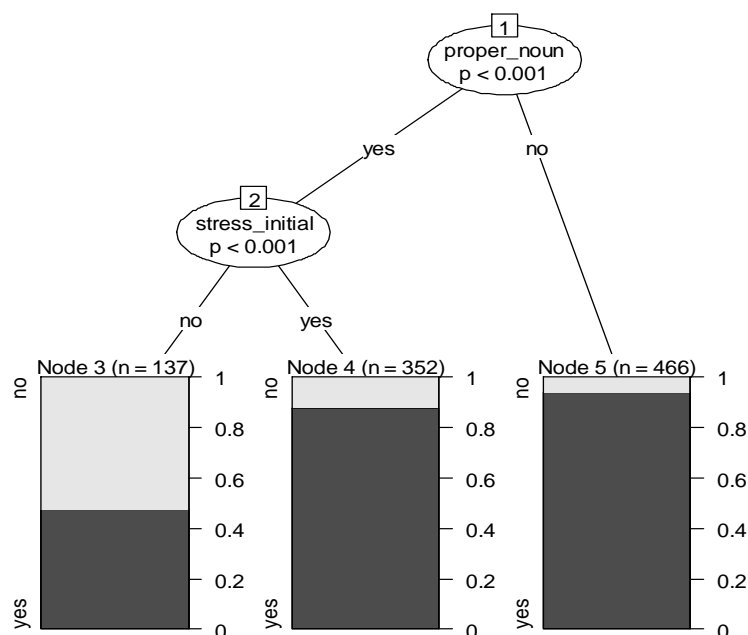 1
proper_noun
p < 0.001
yes
no
2
stress_initial
p < 0.001
no
yes
Node 3 (n = 137)
no
yes
1
0.8
0.6
0.4
0.2
0
Node 4 (n = 352)
no
yes
1
0.8
0.6
0.4
0.2
0
Node 5 (n = 466)
no
yes
1
0.8
0.6
0.4
0.2
0